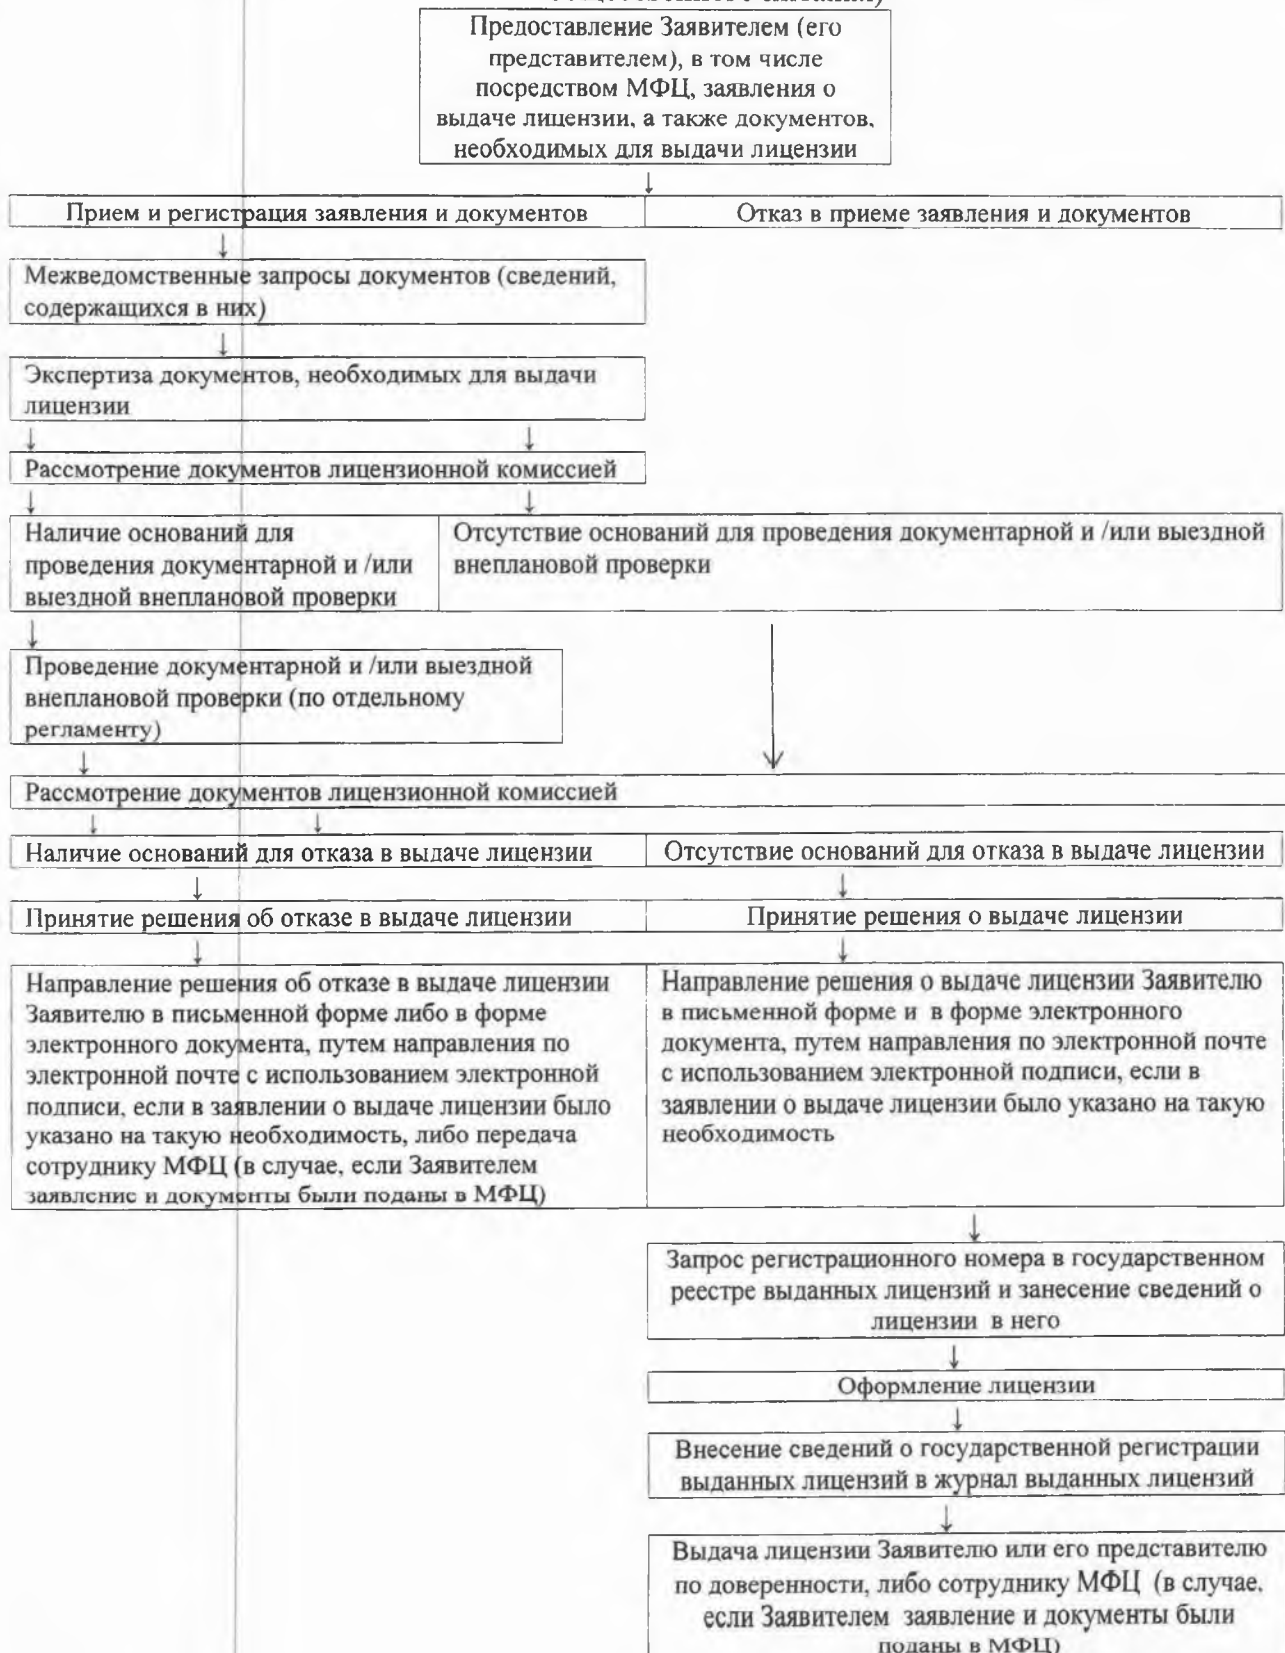 Предоставление Заявителем (его
представителем), в том числе
посредством МФЦ, заявления о
выдаче лицензии, а также документов,
необходимых для выдачи лицензии
Прием и регистрация заявления и документов
Отказ в приеме заявления и документов
Межведомственные запросы документов (сведений,
содержащихся в них)
Экспертиза документов, необходимых для выдачи
лицензии
Рассмотрение документов лицензионной комиссией
Наличие оснований для
проведения документарной и /или
выездной внеплановой проверки
Отсутствие оснований для проведения документарной и /или выездной
внеплановой проверки
Проведение документарной и /или выездной
внеплановой проверки (по отдельному
регламенту)
Рассмотрение документов лицензионной комиссией
Наличие оснований для отказа в выдаче лицензии
Отсутствие оснований для отказа в выдаче лицензии
Принятие решения об отказе в выдаче лицензии
Принятие решения о выдаче лицензии
Направление решения об отказе в выдаче лицензии
Заявителю в письменной форме либо в форме
электронного документа, путем направления по
электронной почте с использованием электронной
подписи, если в заявлении о выдаче лицензии было
указано на такую необходимость, либо передача
сотруднику МФЦ (в случае, если Заявителем
заявление и документы были поданы в МФЦ)
Направление решения о выдаче лицензии Заявителю
в письменной форме и в форме электронного
документа, путем направления по электронной почте
с использованием электронной подписи, если в
заявлении о выдаче лицензии было указано на такую
необходимость
Запрос регистрационного номера в государственном
реестре выданных лицензий и занесение сведений о
лицензии в него
Оформление лицензии
Внесение сведений о государственной регистрации
выданных лицензий в журнал выданных лицензий
Выдача лицензии Заявителю или его представителю
по доверенности, либо сотруднику МФЦ (в случае,
если Заявителем заявление и документы были
поданы в МФЦ)